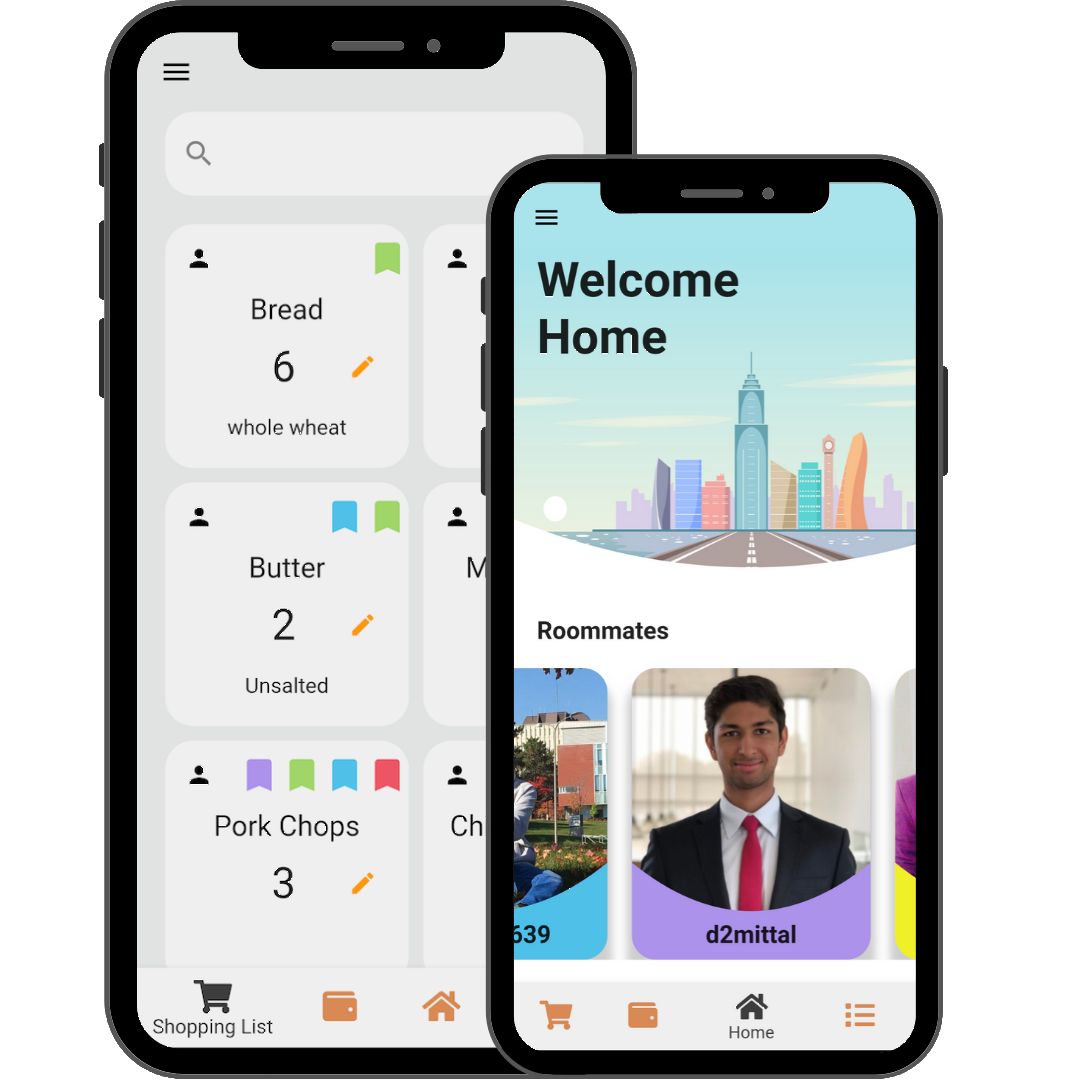 Bread
6
whole wheat
Butter
2
Unsalted
M
Pork Chops
3
Ch
Shopping List
Welcome
Home
Roommates
639
d2mittal
Home